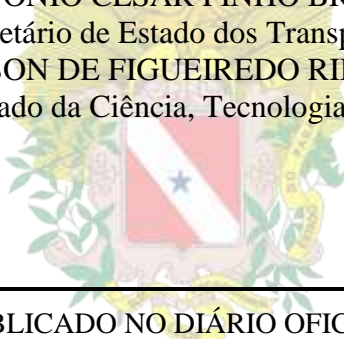 ONIO CESAR PINHO BR
etário de Estado dos Transp
SON DE FIGUEIREDO RI
ado da Ciência, Tecnologia
BLICADO NO DIÁRIO OFIC